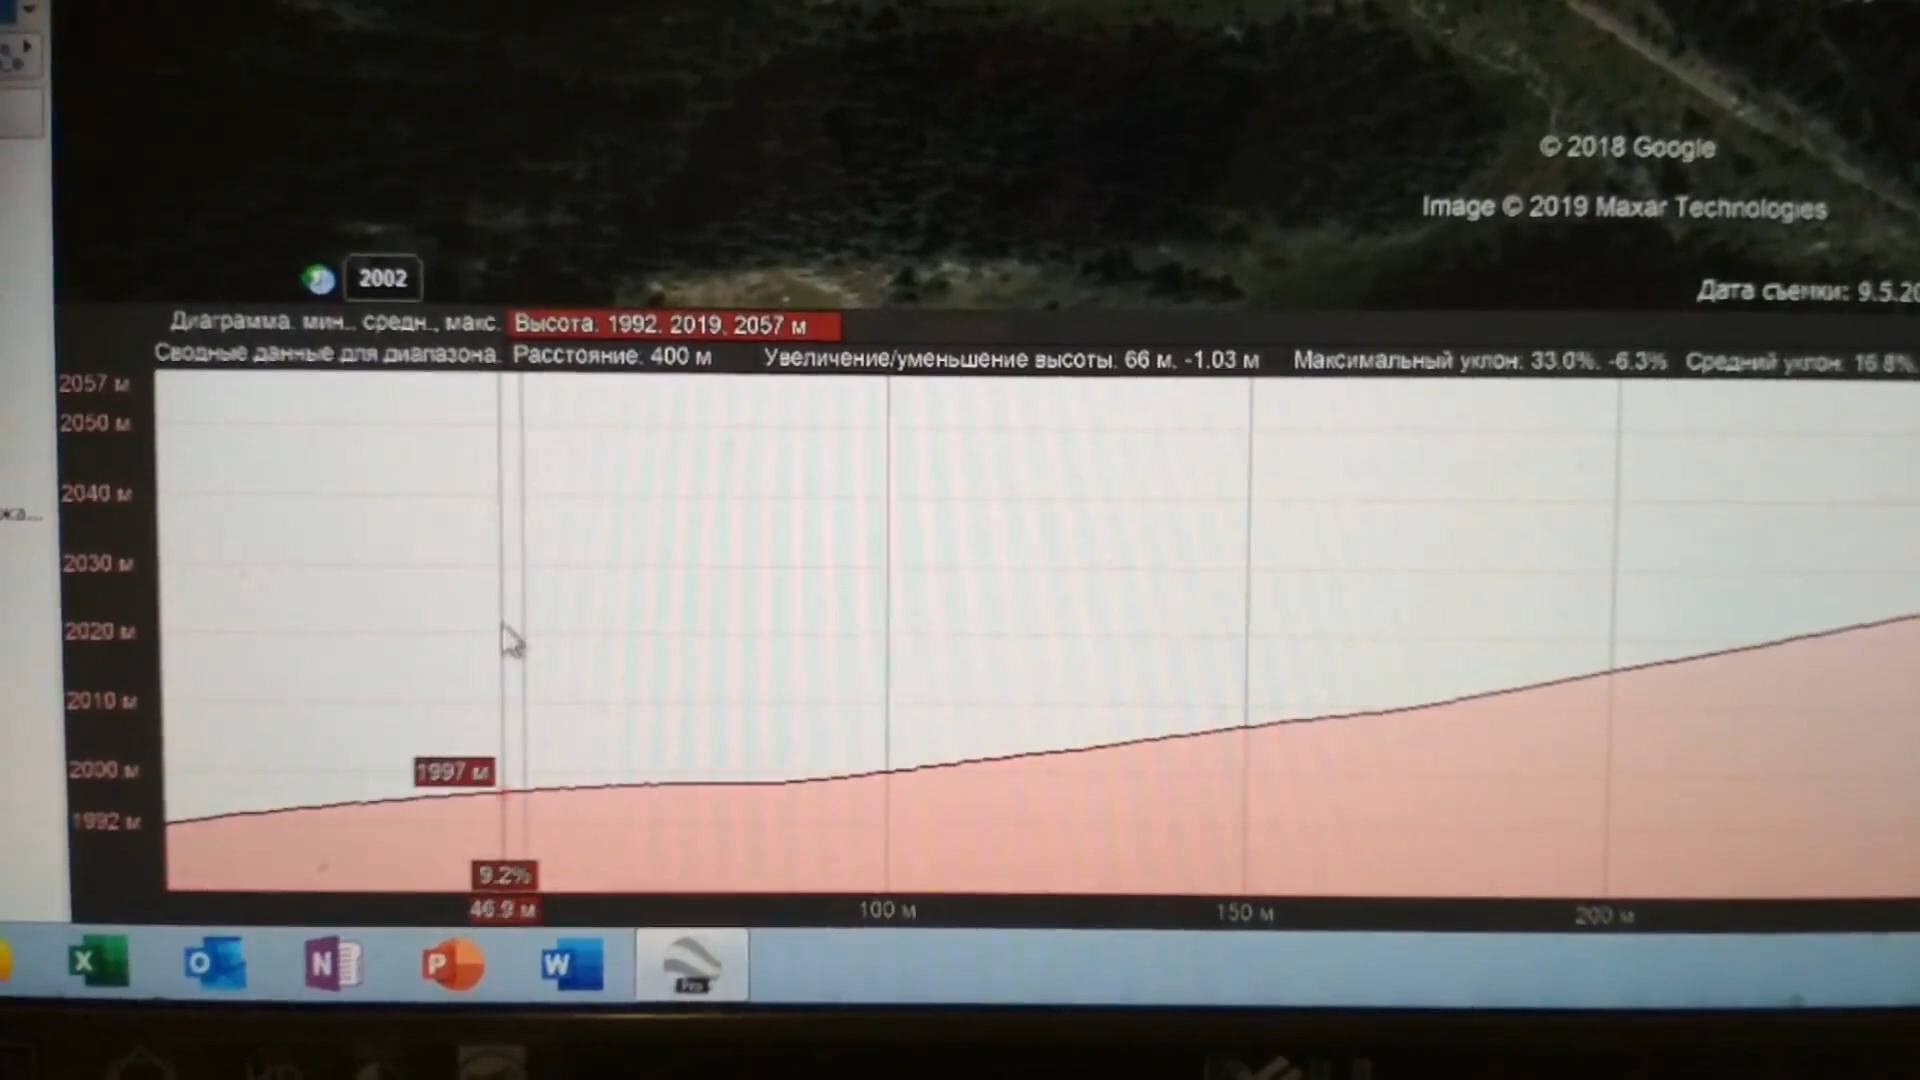 © 2018 Google
Image © 2019 Maxar Technologies
2002
Дата съемки: 9.5.20
Диаграмма: мин., средн., макс. Высота: 1992, 2019, 2057 м
Сводные данные для диапазона: Расстояние: 400 м Увеличение/уменьшение высоты: 66 м, -1.03 м Максимальный уклон: 33.0%, -6.3% Средний уклон: 16.8%,
2057 м
2050 м
2040 м
2030 м
2020 м
2010 м
2000 м
1992 м
1997 м
9.2%
46.9 м
100 м
150 м
200 м
X
O
N
P
W
Pro